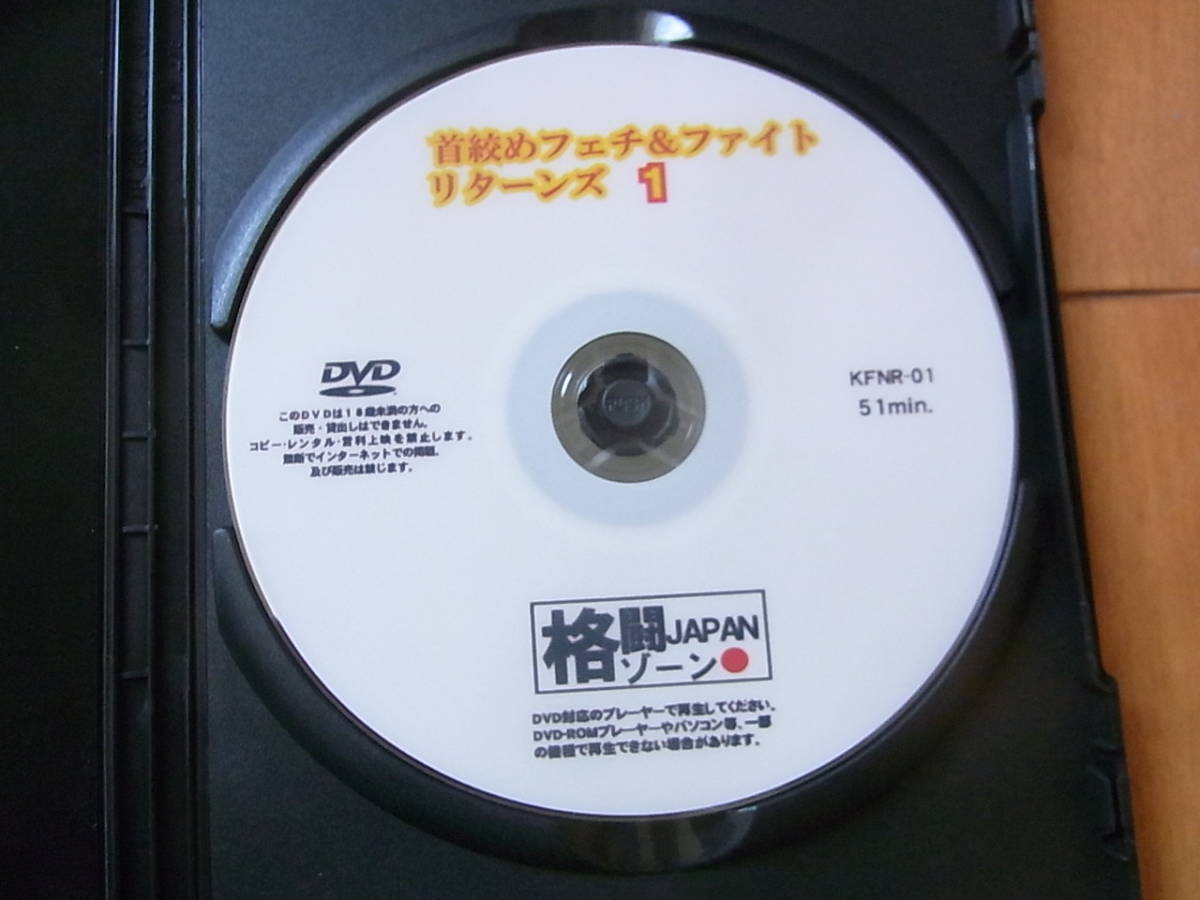 首絞めフェチ&ファイト
リターンズ 1
DVD
このDVDは18歳未満の方への
販売・貸出しはできません。
コピー・レンタル・営利上映を禁止します。
無断でインターネットでの開題。
及び販売は禁じます。
KFNR-01
51min.
PUSH
格闘JAPAN
ゾーン
DVD対応のプレーヤーで再生してください。
DVD-ROMプレーヤーやパソコン等、一部
の機種で再生できない場合があります。